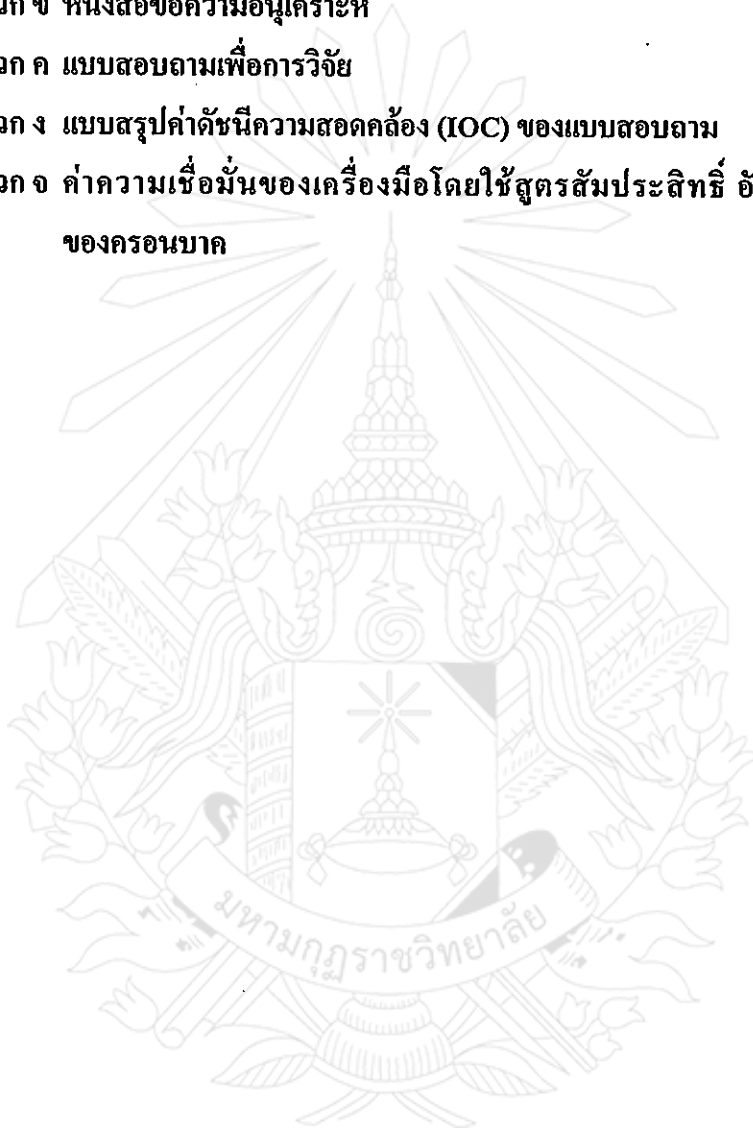 วก ข หนังสือขอความอนุเคราะห์
วก ค แบบสอบถามเพื่อการวิจัย
วก ง แบบสรุปค่าดัชนีความสอดคล้อง (IOC) ของแบบสอบถาม
วก จ ค่าความเชื่อมั่นของเครื่องมือโดยใช้สูตรสัมประสิทธิ์ อั
ของครอนบาค
มหามกุฏราชวิทยาลัย